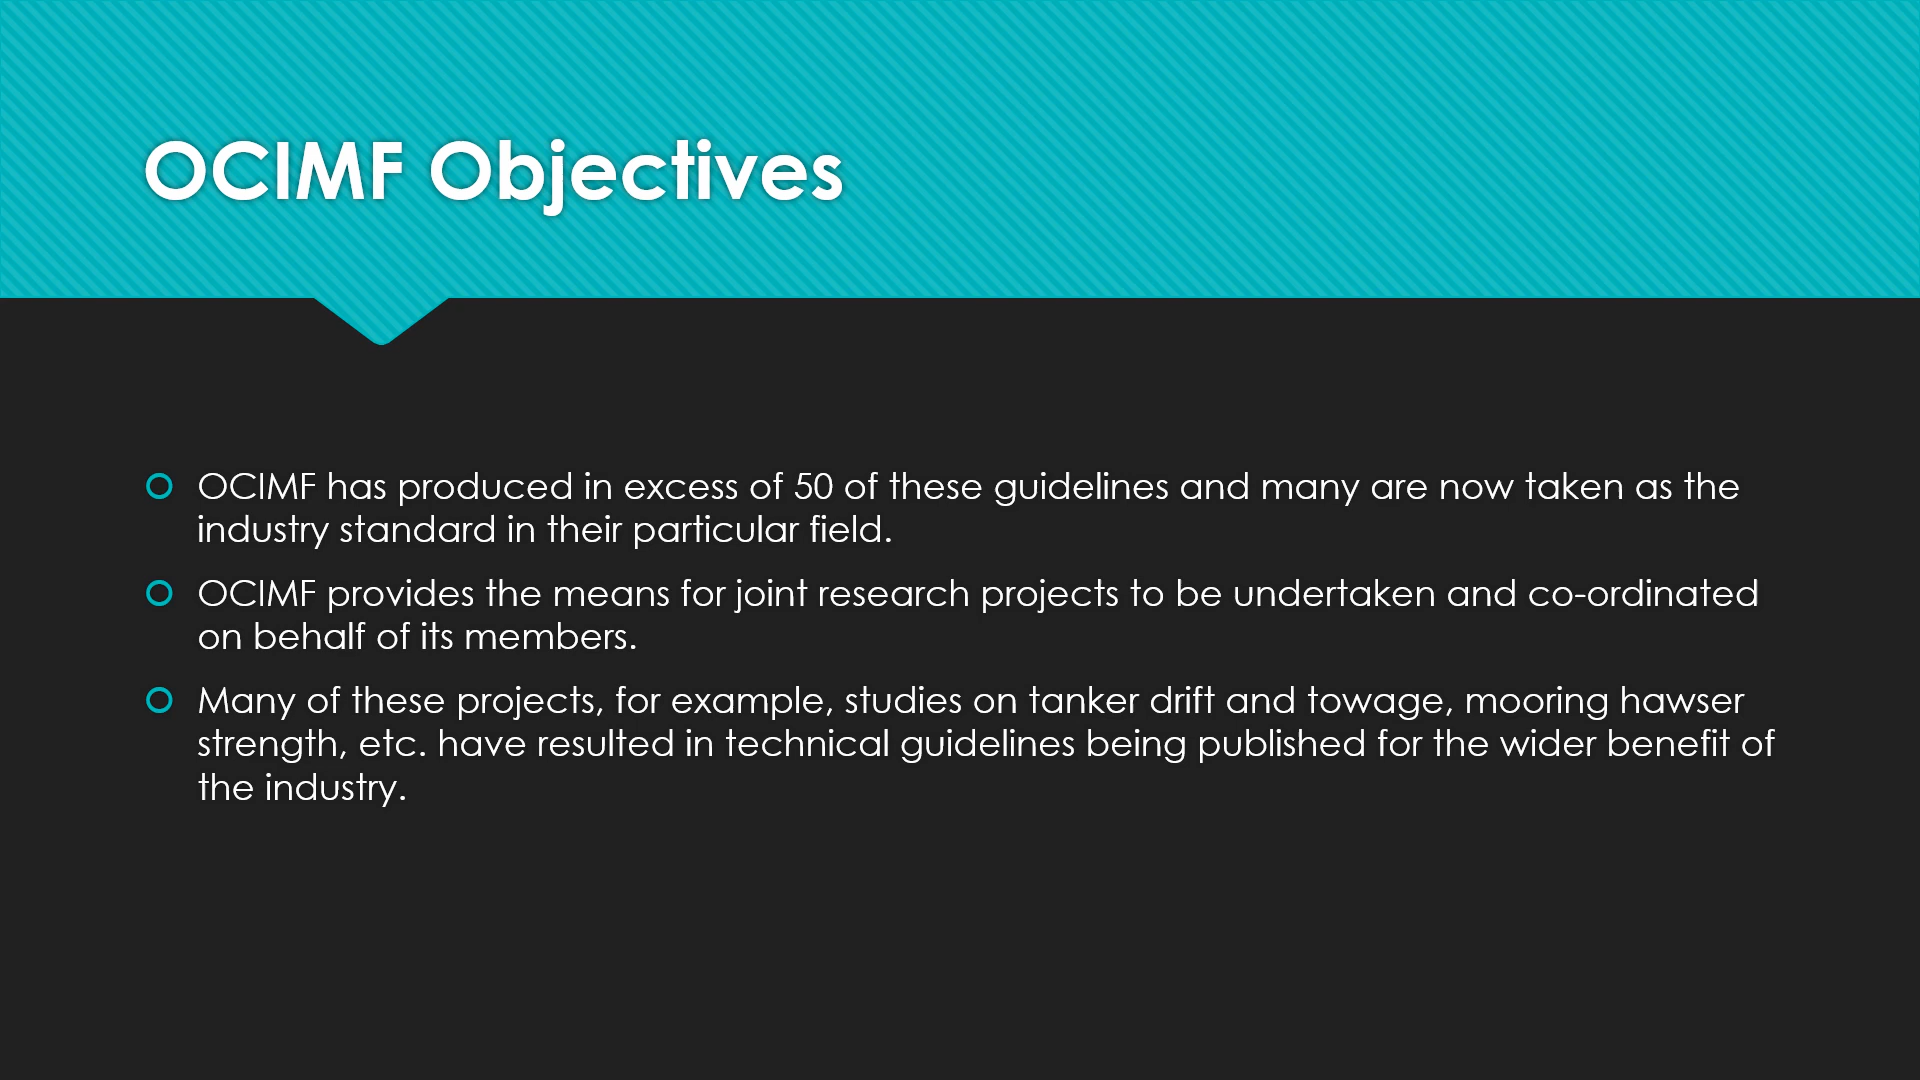 OCIMF Objectives
OCIMF has produced in excess of 50 of these guidelines and many are now taken as the
industry standard in their particular field.
OCIMF provides the means for joint research projects to be undertaken and co-ordinated
on behalf of its members.
Many of these projects, for example, studies on tanker drift and towage, mooring hawser
strength, etc. have resulted in technical guidelines being published for the wider benefit of
the industry.